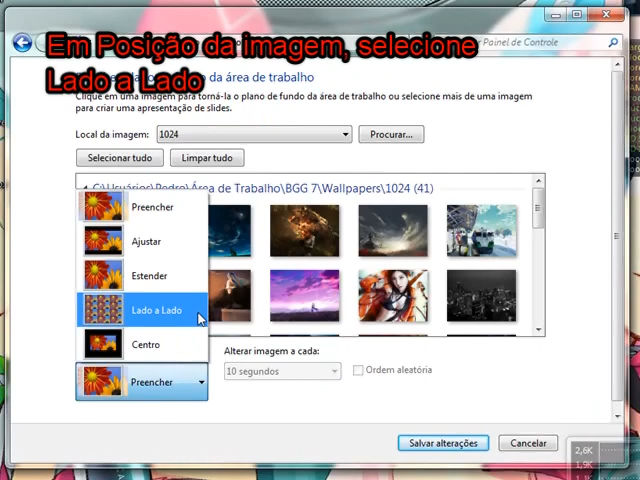 Em Posição da imagem, selecione
Lado a Lado
Painel de Controle
da área de trabalho
Clique em uma imagem para torná-la o plano de fundo da área de trabalho ou selecione mais de uma imagem
para criar uma apresentação de slides.
Local da imagem:
1024
Procurar...
Selecionar tudo
Limpar tudo
C:\Usuários\Pedro\Área de Trabalho\BGG 7\Wallpapers\1024 (41)
Preencher
Ajustar
Estender
Lado a Lado
Centro
Preencher
Alterar imagem a cada:
10 segundos
Ordem aleatória
Salvar alterações
Cancelar
2,6K
1,9K